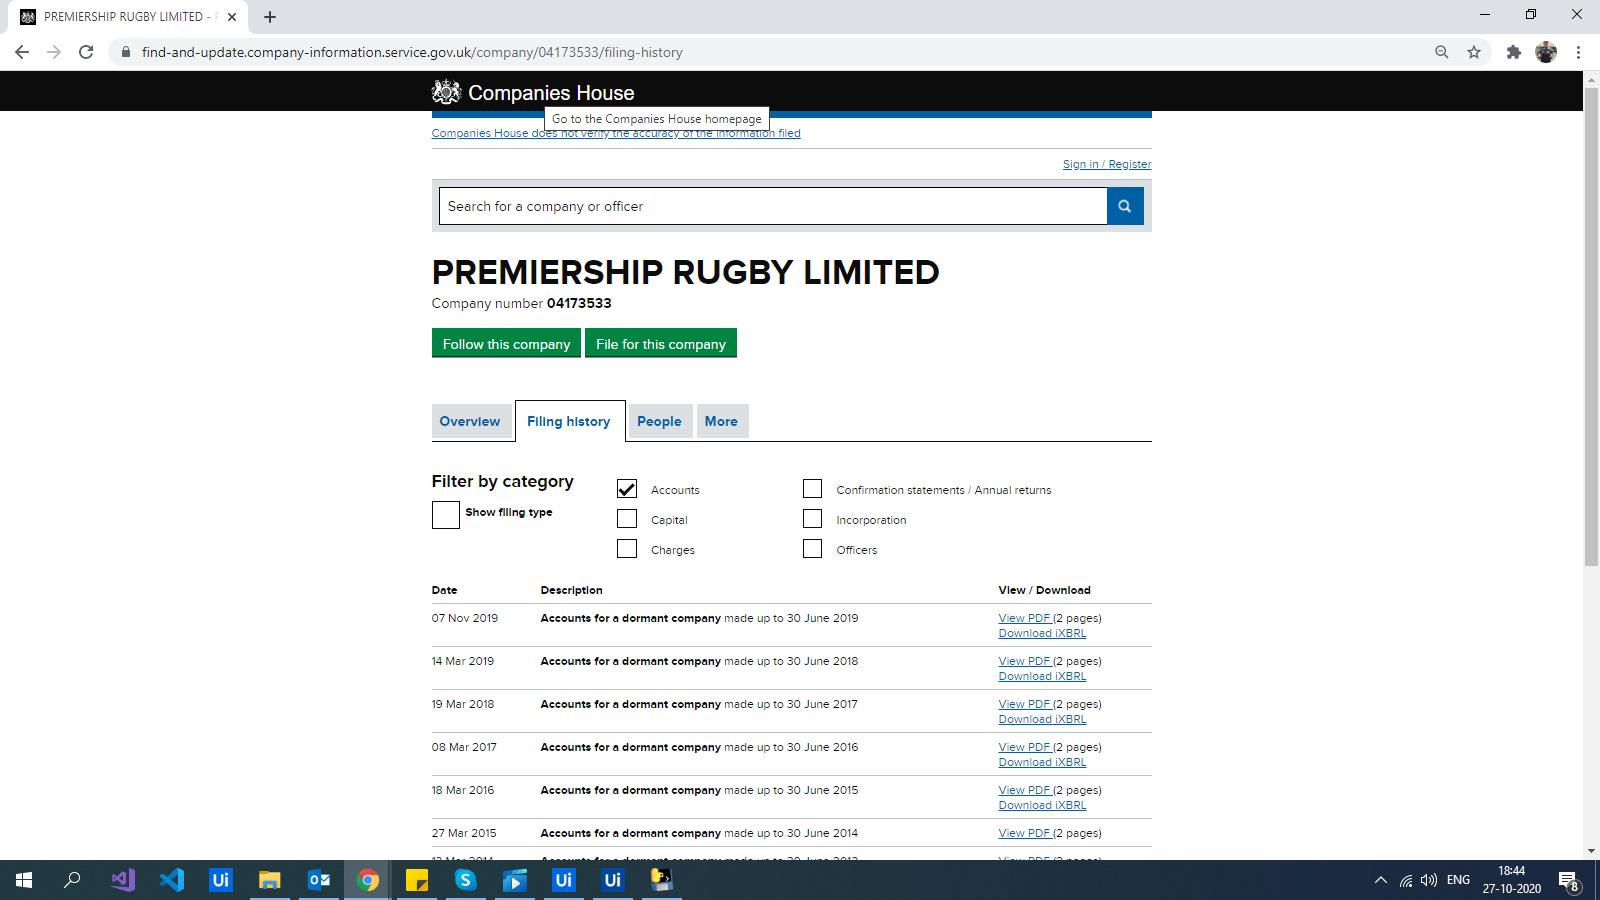 PREMIERSHIP RUGBY LIMITED -
find-and-update.company-information.service.gov.uk/company/04173533/filing-history
Companies House
Go to the Companies House homepage
Companies House does not verify the accuracy of the information filed
Sign in / Register
Search for a company or officer
PREMIERSHIP RUGBY LIMITED
Company number 04173533
Follow this company File for this company
Overview Filing history People More
Filter by category
Show filing type
Accounts Confirmation statements / Annual returns
Capital Incorporation
Charges Officers
Date Description View / Download
07 Nov 2019 Accounts for a dormant company made up to 30 June 2019 View PDF (2 pages)
Download iXBRL
14 Mar 2019 Accounts for a dormant company made up to 30 June 2018 View PDF (2 pages)
Download iXBRL
19 Mar 2018 Accounts for a dormant company made up to 30 June 2017 View PDF (2 pages)
Download iXBRL
08 Mar 2017 Accounts for a dormant company made up to 30 June 2016 View PDF (2 pages)
Download iXBRL
18 Mar 2016 Accounts for a dormant company made up to 30 June 2015 View PDF (2 pages)
Download iXBRL
27 Mar 2015 Accounts for a dormant company made up to 30 June 2014 View PDF (2 pages)
Ui Ui Ui ENG 18:44
27-10-2020 8